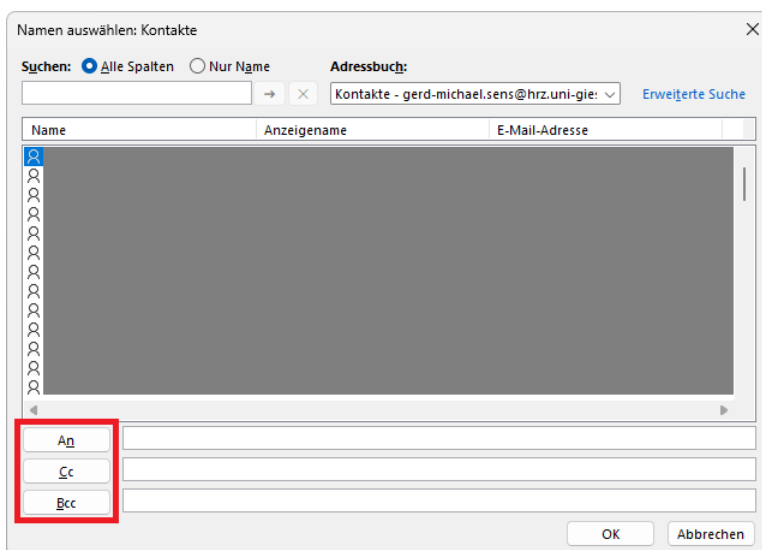 Namen auswählen: Kontakte
Suchen: Alle Spalten Nur Name Adressbuch:
Kontakte - gerd-michael.sens@hrz.uni-gie: Erweiterte Suche
Name Anzeigename E-Mail-Adresse
An
Cc
Bcc
OK Abbrechen